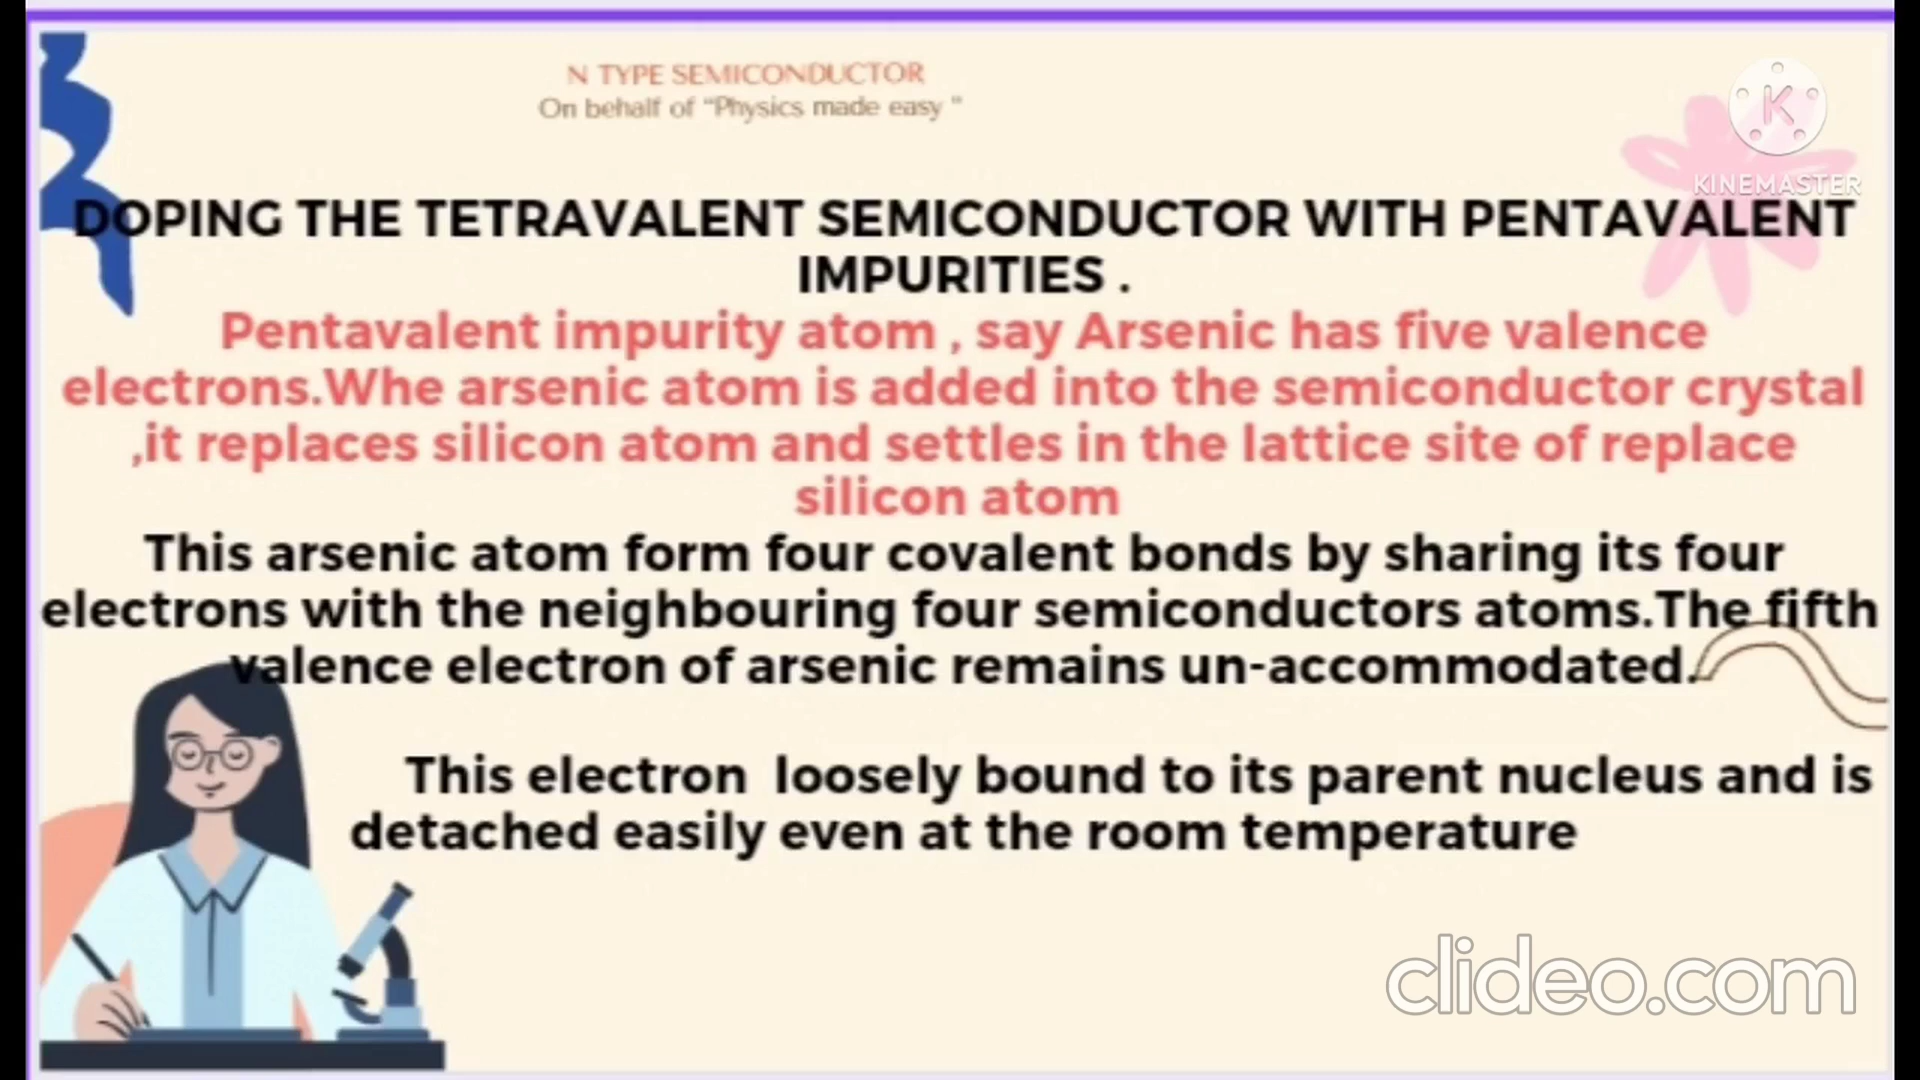 N TYPE SEMICONDUCTOR
On behalf of "Physics made easy "
K
KINEMASTER
DOPING THE TETRAVALENT SEMICONDUCTOR WITH PENTAVALENT
IMPURITIES .
Pentavalent impurity atom , say Arsenic has five valence
electrons.Whe arsenic atom is added into the semiconductor crystal
,it replaces silicon atom and settles in the lattice site of replace
silicon atom
This arsenic atom form four covalent bonds by sharing its four
electrons with the neighbouring four semiconductors atoms.The fifth
valence electron of arsenic remains un-accommodated.
This electron loosely bound to its parent nucleus and is
detached easily even at the room temperature
clideo.com